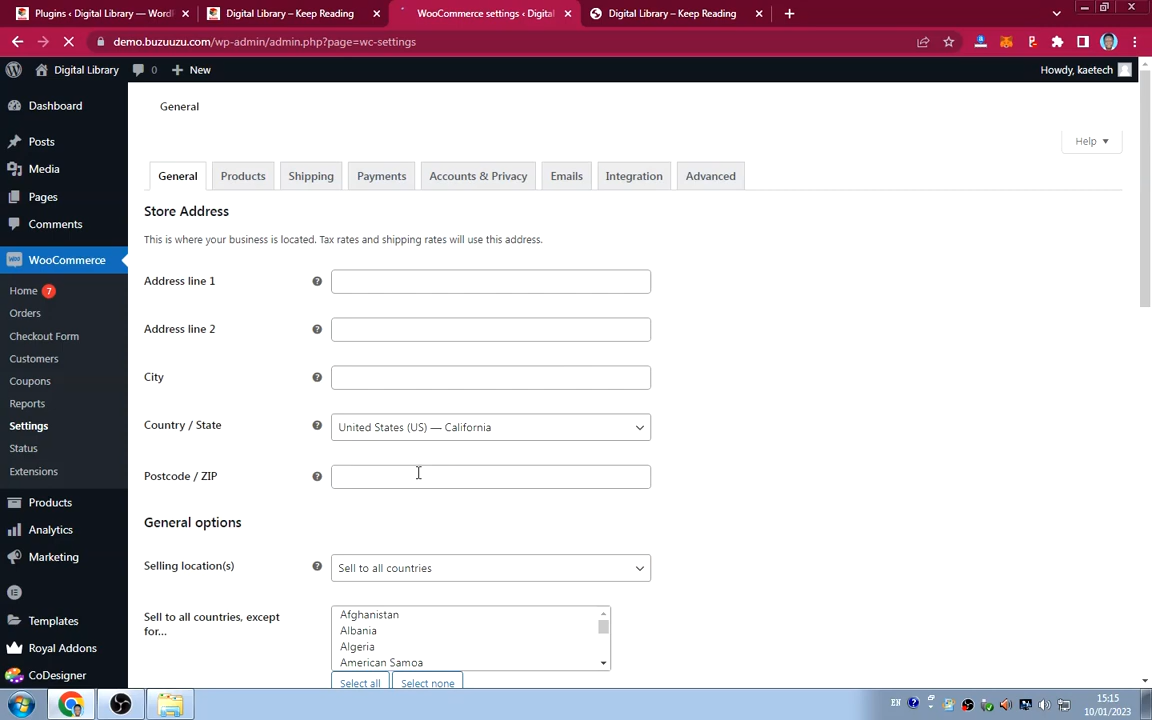 Plugins ‹ Digital Library — Word
Digital Library – Keep Reading
WooCommerce settings ‹ Digital
Digital Library – Keep Reading
demo.buzuuzu.com/wp-admin/admin.php?page=wc-settings
Digital Library
0
New
Howdy, kaetech
Dashboard
Posts
Media
Pages
Comments
WooCommerce
Home 7
Orders
Checkout Form
Customers
Coupons
Reports
Settings
Status
Extensions
Products
Analytics
Marketing
Templates
Royal Addons
CoDesigner
General
Help ▼
General
Products
Shipping
Payments
Accounts & Privacy
Emails
Integration
Advanced
Store Address
This is where your business is located. Tax rates and shipping rates will use this address.
Address line 1
Address line 2
City
Country / State
United States (US) — California
Postcode / ZIP
General options
Selling location(s)
Sell to all countries
Sell to all countries, except
for...
Afghanistan
Albania
Algeria
American Samoa
Select all
Select none
EN
15:15
10/01/2023